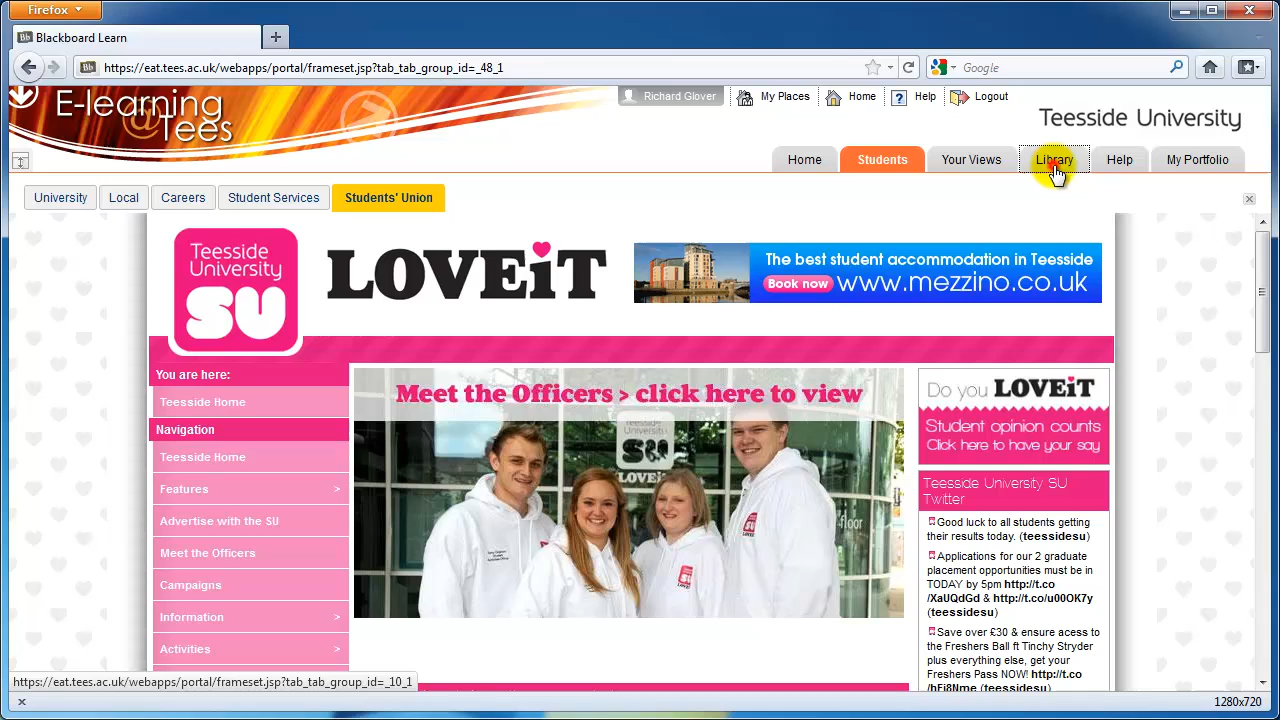 Firefox
Blackboard Learn
https://eat.tees.ac.uk/webapps/portal/frameset.jsp?tab_tab_group_id=_48_1
Google
E-learning
@
Tees
Richard Glover
My Places
Home
Help
Logout
Teesside University
Home
Students
Your Views
Library
Help
My Portfolio
University
Local
Careers
Student Services
Students' Union
Teesside
University
SU
LOVEiT
The best student accommodation in Teesside
Book now www.mezzino.co.uk
You are here:
Teesside Home
Navigation
Teesside Home
Features >
Advertise with the SU
Meet the Officers
Campaigns
Information >
Activities >
Meet the Officers > click here to view
Teesside
University
SU
LOVEiT
floor
Do you LOVEiT
Student opinion counts
Click here to have your say
Teesside University SU
Twitter
Good luck to all students getting
their results today. (teessidesu)
Applications for our 2 graduate
placement opportunities must be in
TODAY by 5pm http://t.co
/XaUQdGd & http://t.co/u00OK7y
(teessidesu)
Save over £30 & ensure acess to
the Freshers Ball ft Tinchy Stryder
plus everything else, get your
Freshers Pass NOW! http://t.co
/hFi8Nme (teessidesu)
https://eat.tees.ac.uk/webapps/portal/frameset.jsp?tab_tab_group_id=_10_1
x
1280x720